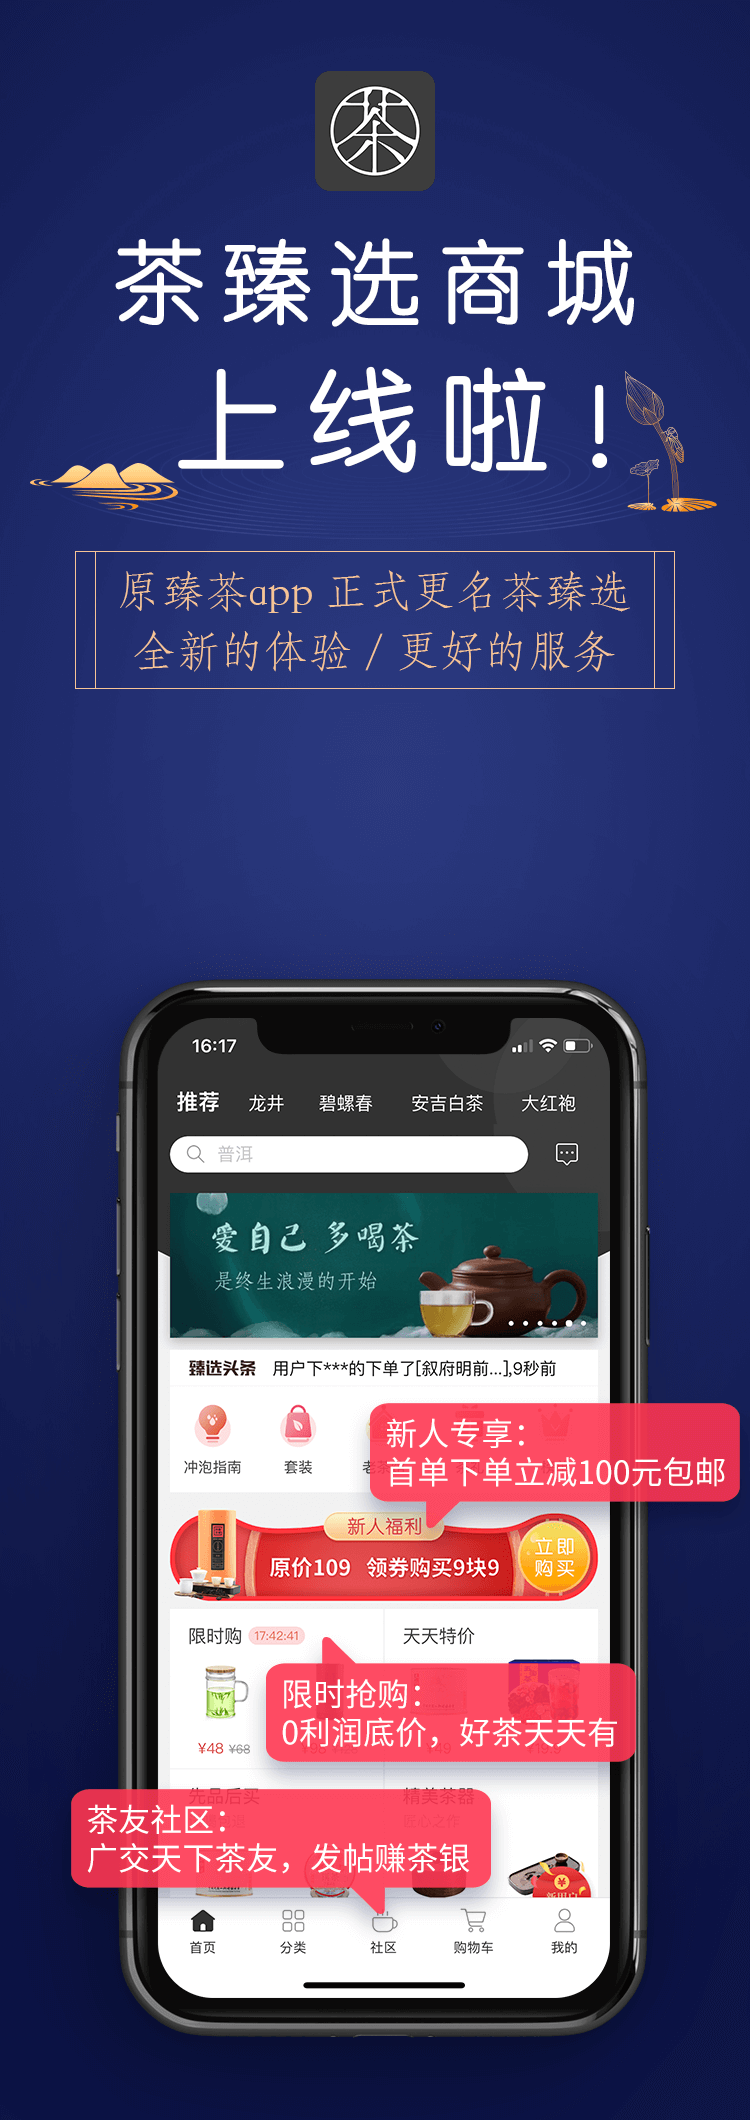 茶
茶臻选商城
上线啦！
原臻茶app 正式更名茶臻选
全新的体验 / 更好的服务
16:17
推荐 龙井 碧螺春 安吉白茶 大红袍
普洱
爱自己 多喝茶
是终生浪漫的开始
臻选头条 用户下***的下单了[叙府明前...],9秒前
新人专享：
首单下单立减100元包邮
冲泡指南 套装 老茶
新人福利
原价109 领券购买9块9
立即
购买
限时购 17:42:41 天天特价
限时抢购：
0利润底价，好茶天天有
¥48 ¥68
先品后买 精美茶器
匠心之作
茶友社区：
广交天下茶友，发帖赚茶银
首页 分类 社区 购物车 我的